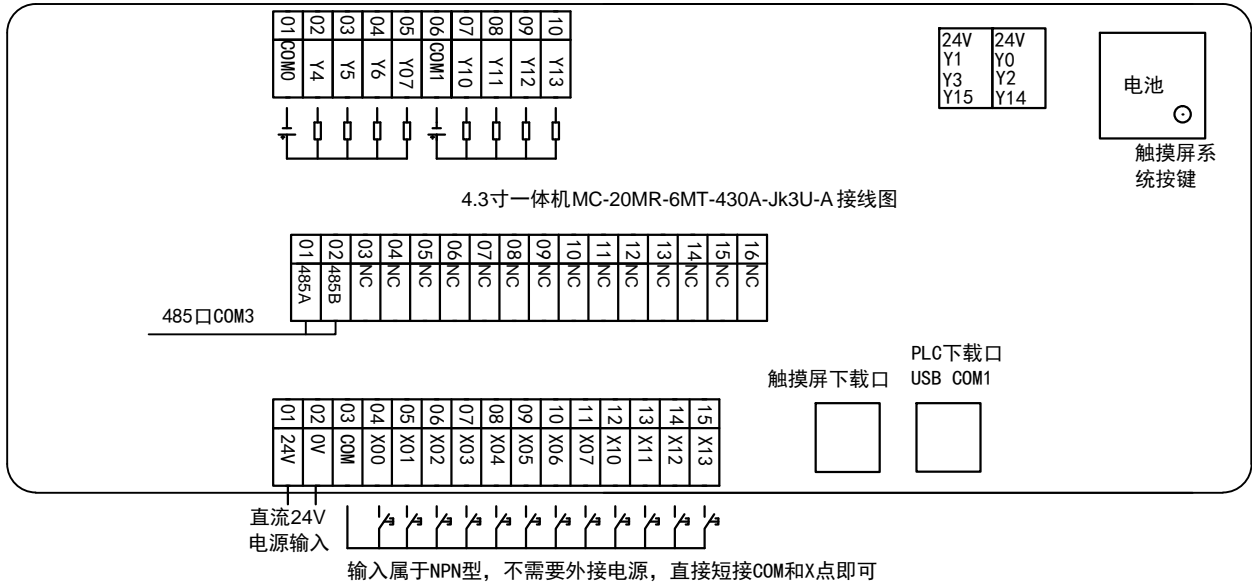 01 02 03 04 05 06 07 08 09 10
COM0 Y4 Y5 Y6 Y07 COM1 Y10 Y11 Y12 Y13
24V 24V
Y1 Y0
Y3 Y2
Y15 Y14
电池
触摸屏系
统按键
4.3寸一体机MC-20MR-6MT-430A-Jk3U-A接线图
01 02 03 04 05 06 07 08 09 10 11 12 13 14 15 16
485A 485B NC NC NC NC NC NC NC NC NC NC NC NC NC NC
485口COM3
触摸屏下载口
PLC下载口
USB COM1
01 02 03 04 05 06 07 08 09 10 11 12 13 14 15
24V 0V COM X00 X01 X02 X03 X04 X05 X06 X07 X10 X11 X12 X13
直流24V
电源输入
输入属于NPN型，不需要外接电源，直接短接COM和X点即可